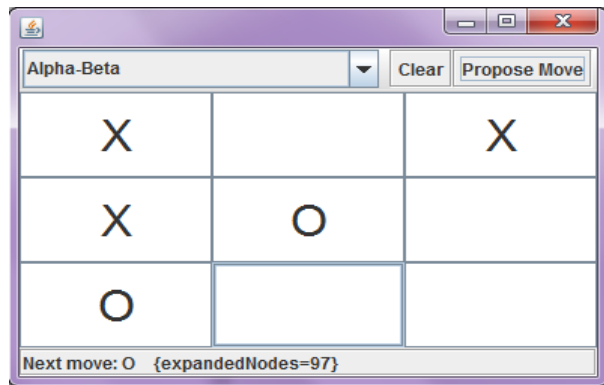 Alpha-Beta Clear Propose Move
X X
X O
O
Next move: O {expandedNodes=97}